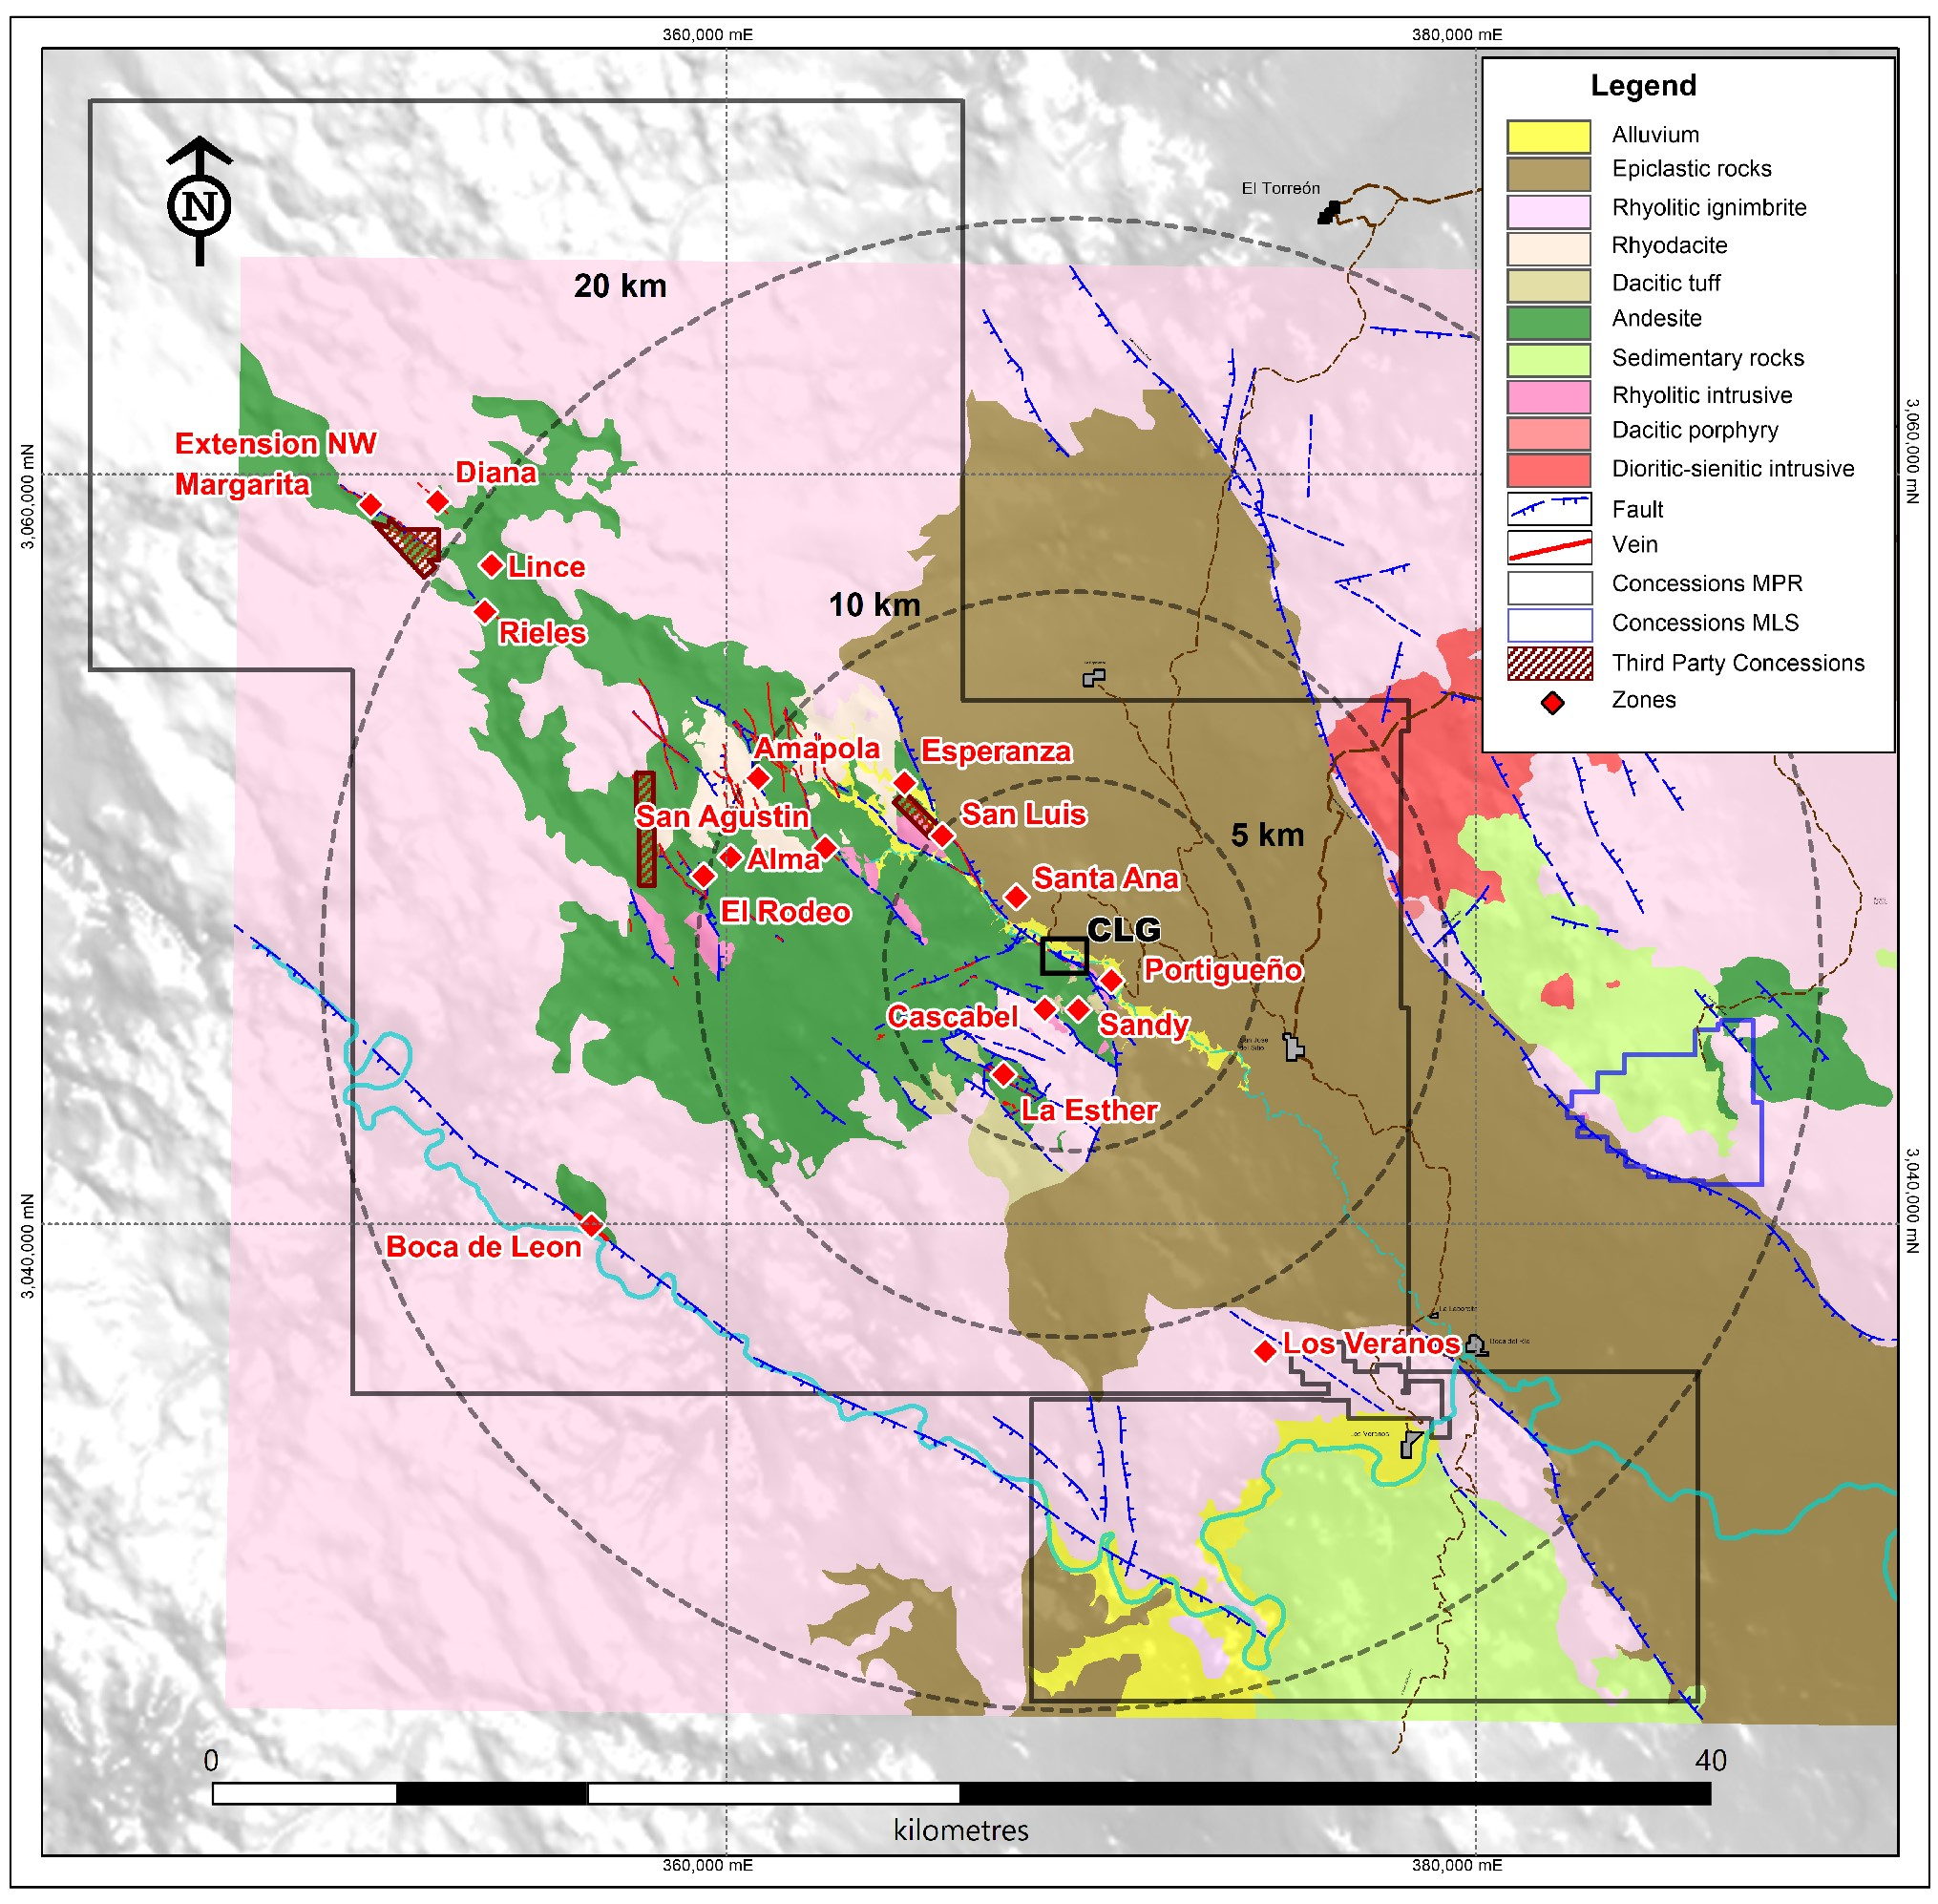 360,000 mE
380,000 mE
Legend
Alluvium
Epiclastic rocks
Rhyolitic ignimbrite
Rhyodacite
Dacitic tuff
Andesite
Sedimentary rocks
Rhyolitic intrusive
Dacitic porphyry
Dioritic-sienitic intrusive
Fault
Vein
Concessions MPR
Concessions MLS
Third Party Concessions
Zones
N
El Torreón
20 km
3,060,000 mN
3,060,000 mN
Extension NW
Margarita
Diana
Lince
Rieles
10 km
Amapola
Esperanza
San Agustin
San Luis
5 km
Alma
Santa Ana
El Rodeo
CLG
Portigueño
Cascabel
Sandy
La Esther
3,040,000 mN
3,040,000 mN
Boca de Leon
Los Veranos
Los Veranos
0
40
kilometres
360,000 mE
380,000 mE